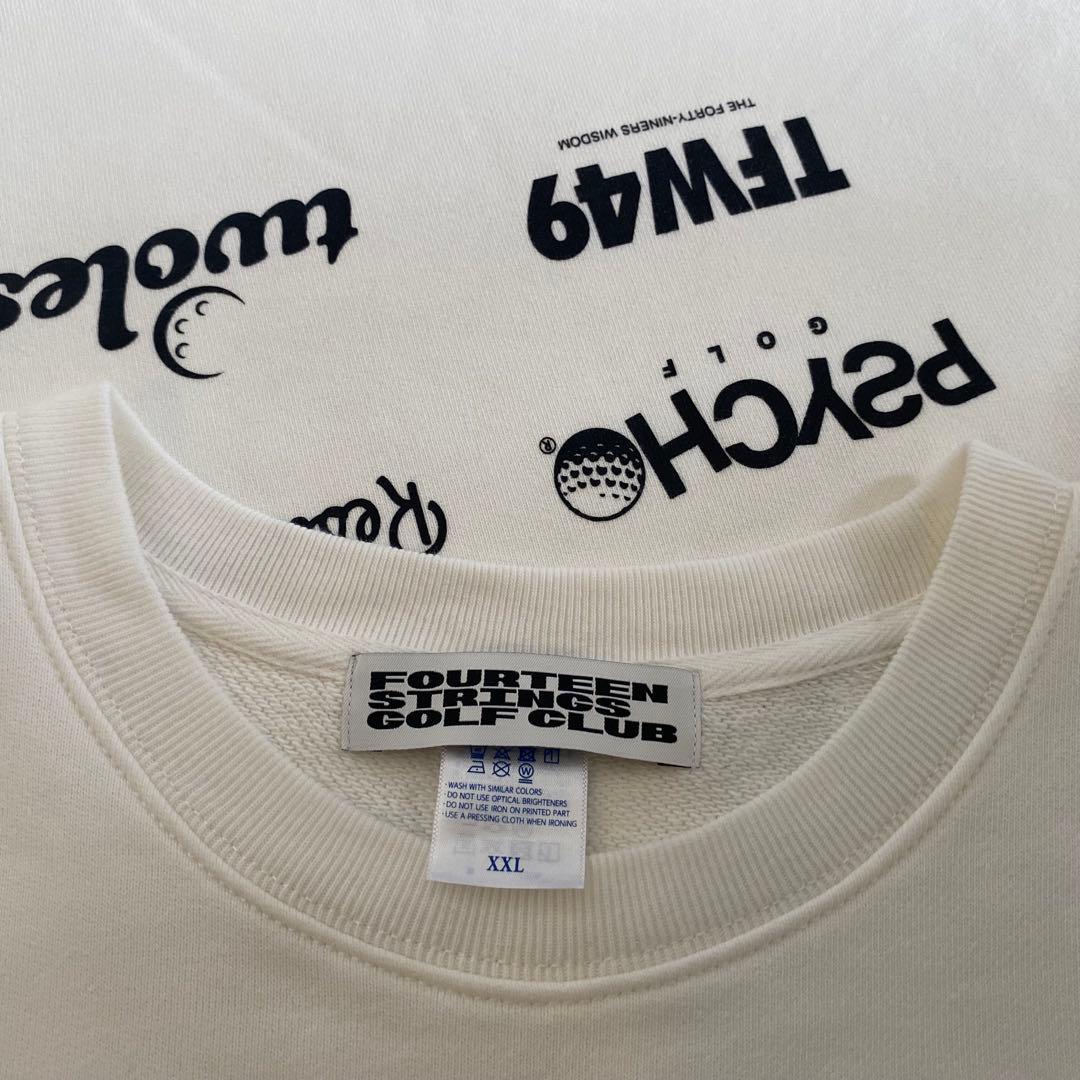 THE FORTY-NINERS WISDOM
TFW49
twoles
GOLF
PSYCHO
®
FOURTEEN
STRINGS
GOLF CLUB
W
·WASH WITH SIMILAR COLORS
·DO NOT USE OPTICAL BRIGHTENERS
·DO NOT USE IRON ON PRINTED PART
·USE A PRESSING CLOTH WHEN IRONING
XXL